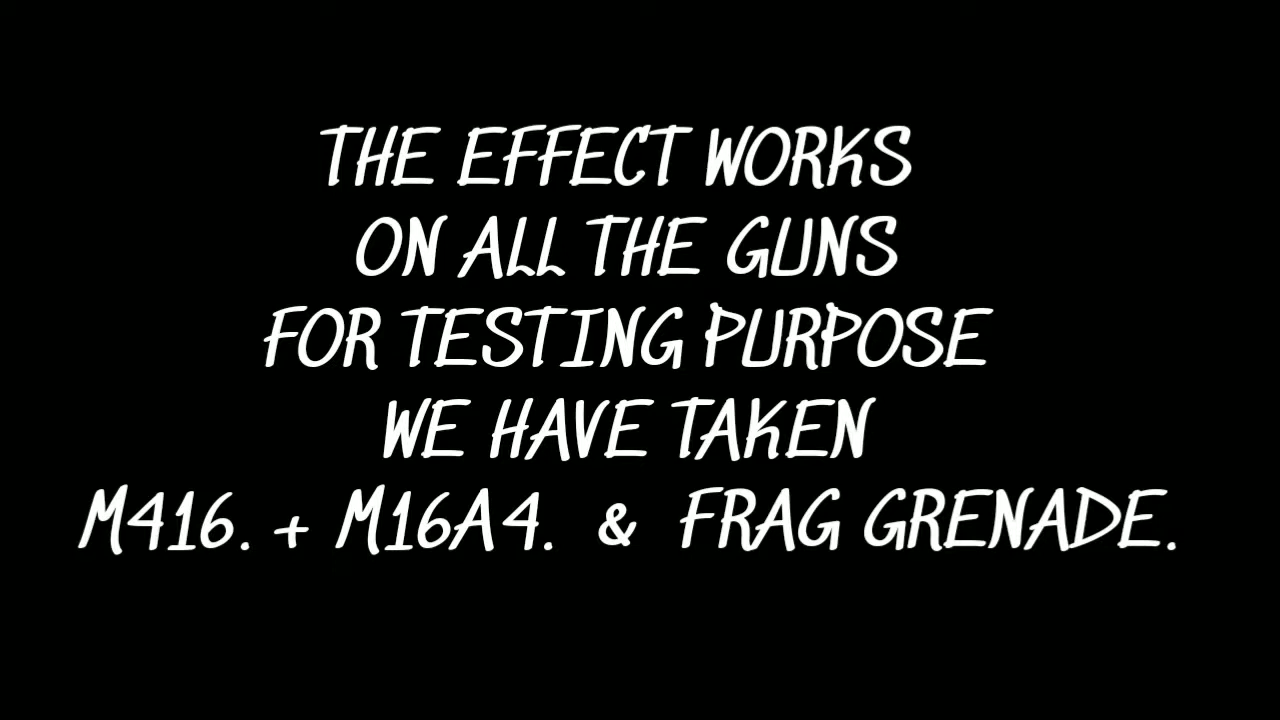 THE EFFECT WORKS
ON ALL THE GUNS
FOR TESTING PURPOSE
WE HAVE TAKEN
M416. + M16A4. & FRAG GRENADE.